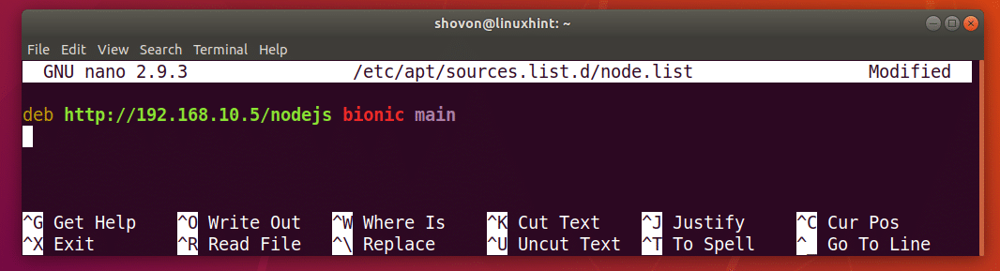 shovon@linuxhint: ~
File Edit View Search Terminal Help
GNU nano 2.9.3 /etc/apt/sources.list.d/node.list Modified
deb http://192.168.10.5/nodejs bionic main
^G Get Help ^O Write Out ^W Where Is ^K Cut Text ^J Justify ^C Cur Pos
^X Exit ^R Read File ^\ Replace ^U Uncut Text ^T To Spell ^_ Go To Line